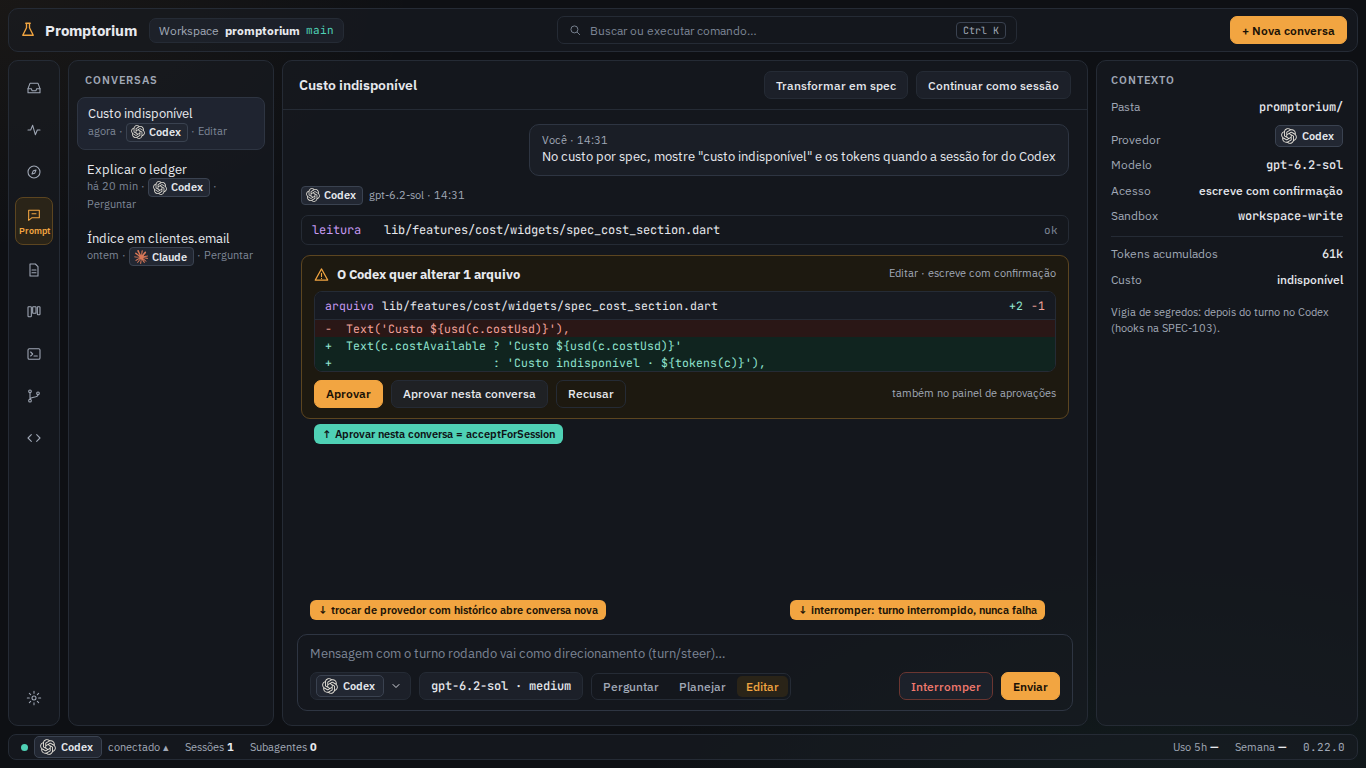 Promptorium
Workspace promptorium main
Buscar ou executar comando…
Ctrl K
+ Nova conversa
Prompt
CONVERSAS
Custo indisponível
agora · Codex · Editar
Explicar o ledger
há 20 min · Codex ·
Perguntar
Índice em clientes.email
ontem · Claude · Perguntar
Custo indisponível
Transformar em spec
Continuar como sessão
Você · 14:31
No custo por spec, mostre "custo indisponível" e os tokens quando a sessão for do Codex
Codex gpt-6.2-sol · 14:31
leitura lib/features/cost/widgets/spec_cost_section.dart ok
O Codex quer alterar 1 arquivo
Editar · escreve com confirmação
arquivo lib/features/cost/widgets/spec_cost_section.dart +2 -1
- Text('Custo ${usd(c.costUsd)}'),
+ Text(c.costAvailable ? 'Custo ${usd(c.costUsd)}'
+ : 'Custo indisponível · ${tokens(c)}'),
Aprovar
Aprovar nesta conversa
Recusar
também no painel de aprovações
↑ Aprovar nesta conversa = acceptForSession
↓ trocar de provedor com histórico abre conversa nova
↓ interromper: turno interrompido, nunca falha
Mensagem com o turno rodando vai como direcionamento (turn/steer)…
Codex
gpt-6.2-sol · medium
Perguntar Planejar Editar
Interromper
Enviar
CONTEXTO
Pasta promptorium/
Provedor Codex
Modelo gpt-6.2-sol
Acesso escreve com confirmação
Sandbox workspace-write
Tokens acumulados 61k
Custo indisponível
Vigia de segredos: depois do turno no Codex
(hooks na SPEC-103).
Codex conectado ▴ Sessões 1 Subagentes 0
Uso 5h — Semana — 0.22.0